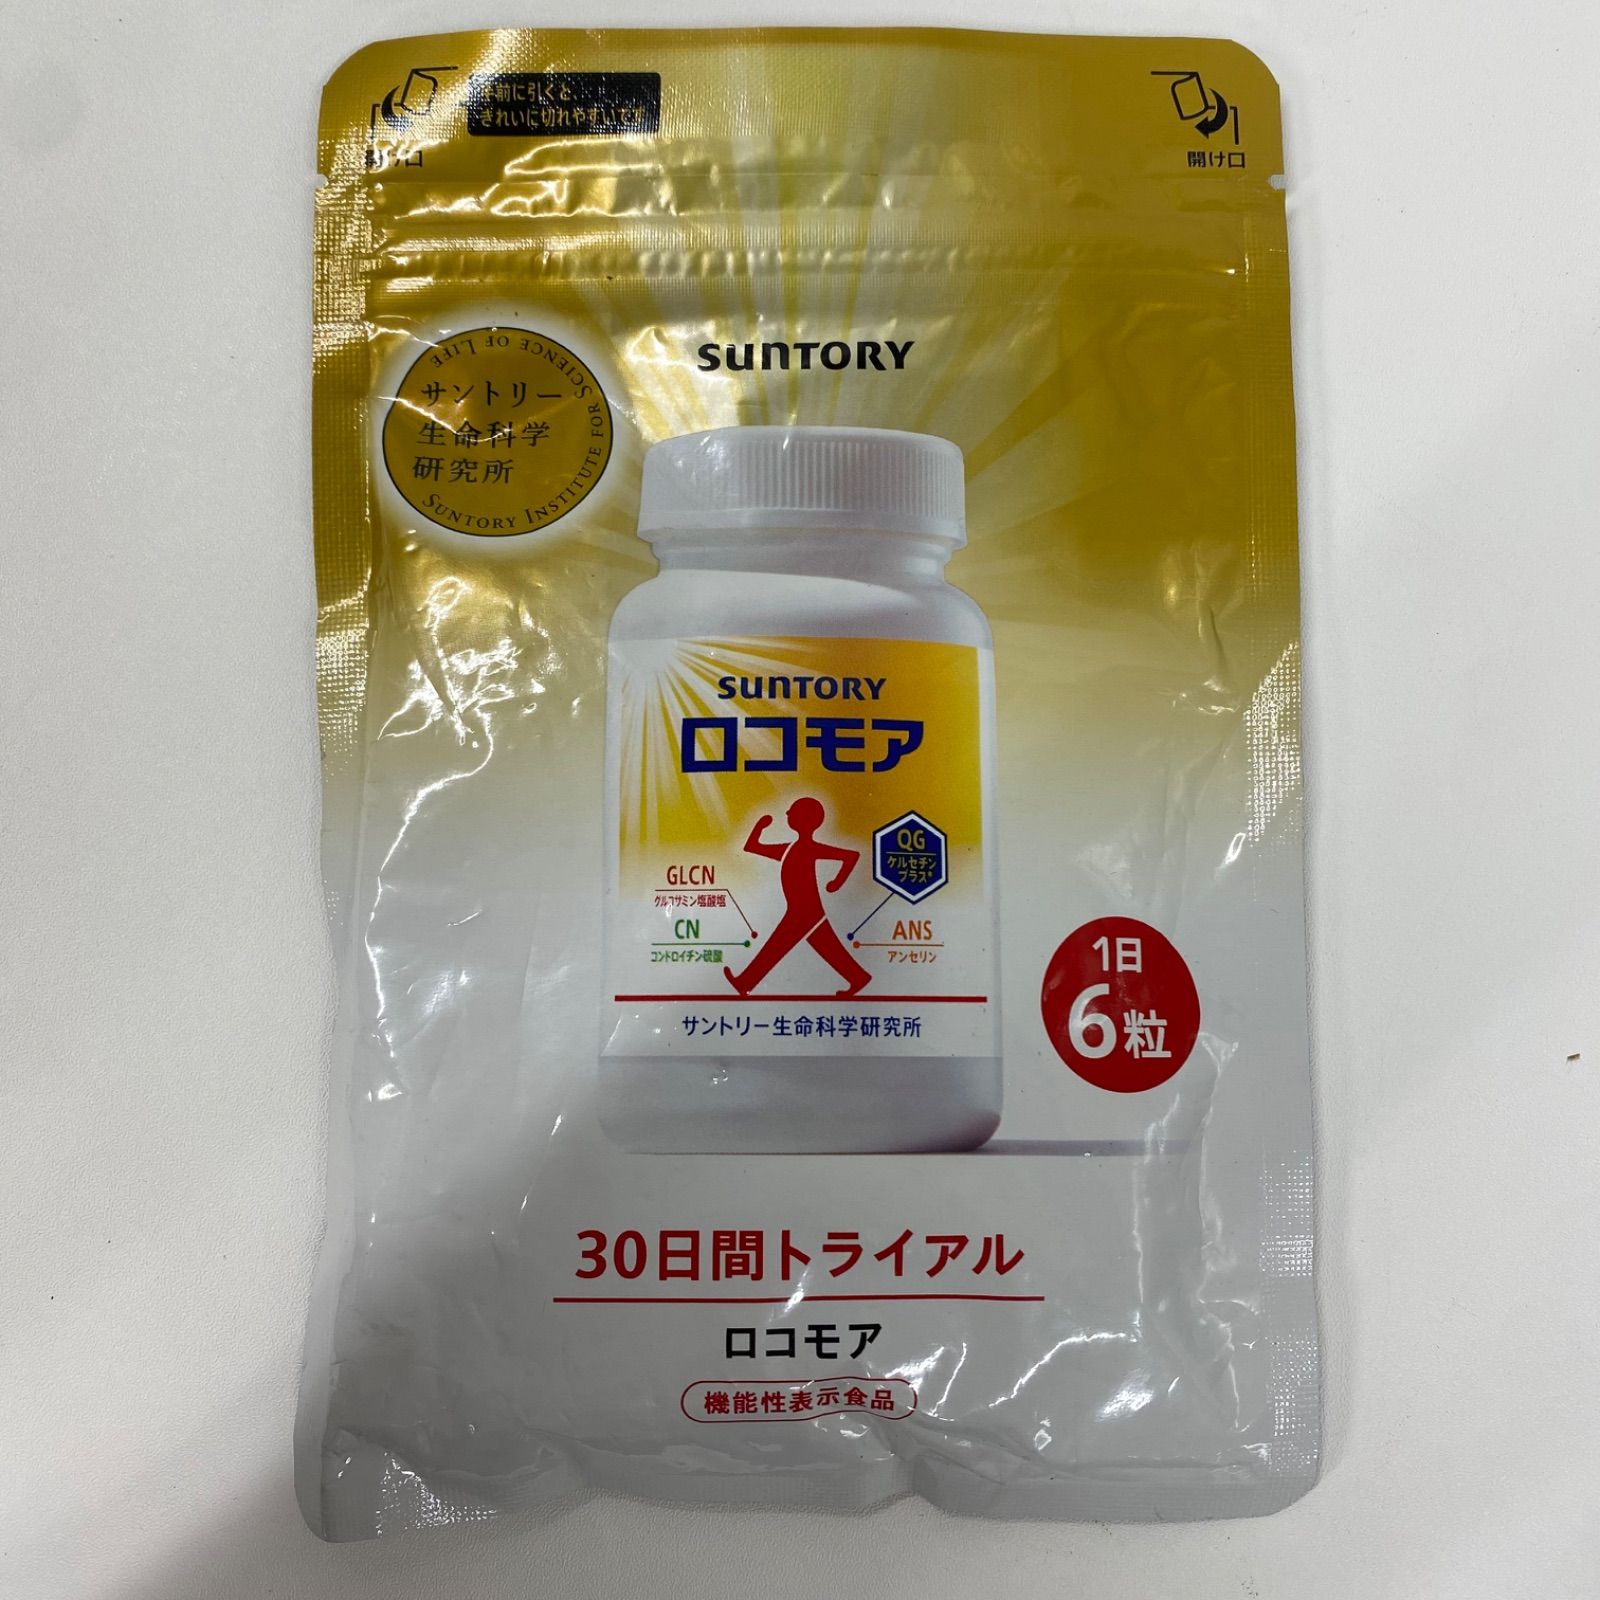 手前に引くと
きれいに切れやすいです
開け口
開け口
SUNTORY
SCIENCE OF LIFE
サントリー
生命科学
研究所
SUNTORY INSTITUTE FOR
SUNTORY
ロコモア
QG
ケルセチン
プラス®
GLCN
グルコサミン塩酸塩
CN
コンドロイチン硫酸
ANS
アンセリン
サントリー生命科学研究所
1日
6粒
30日間トライアル
ロコモア
機能性表示食品